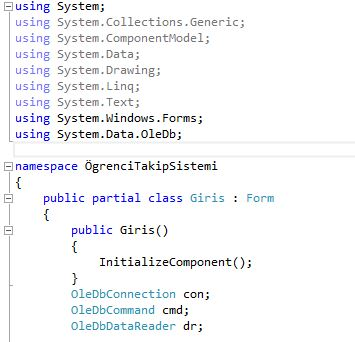 using System;
using System.Collections.Generic;
using System.ComponentModel;
using System.Data;
using System.Drawing;
using System.Linq;
using System.Text;
using System.Windows.Forms;
using System.Data.OleDb;
namespace ÖgrenciTakipSistemi
{
public partial class Giris : Form
{
public Giris()
{
InitializeComponent();
}
OleDbConnection con;
OleDbCommand cmd;
OleDbDataReader dr;